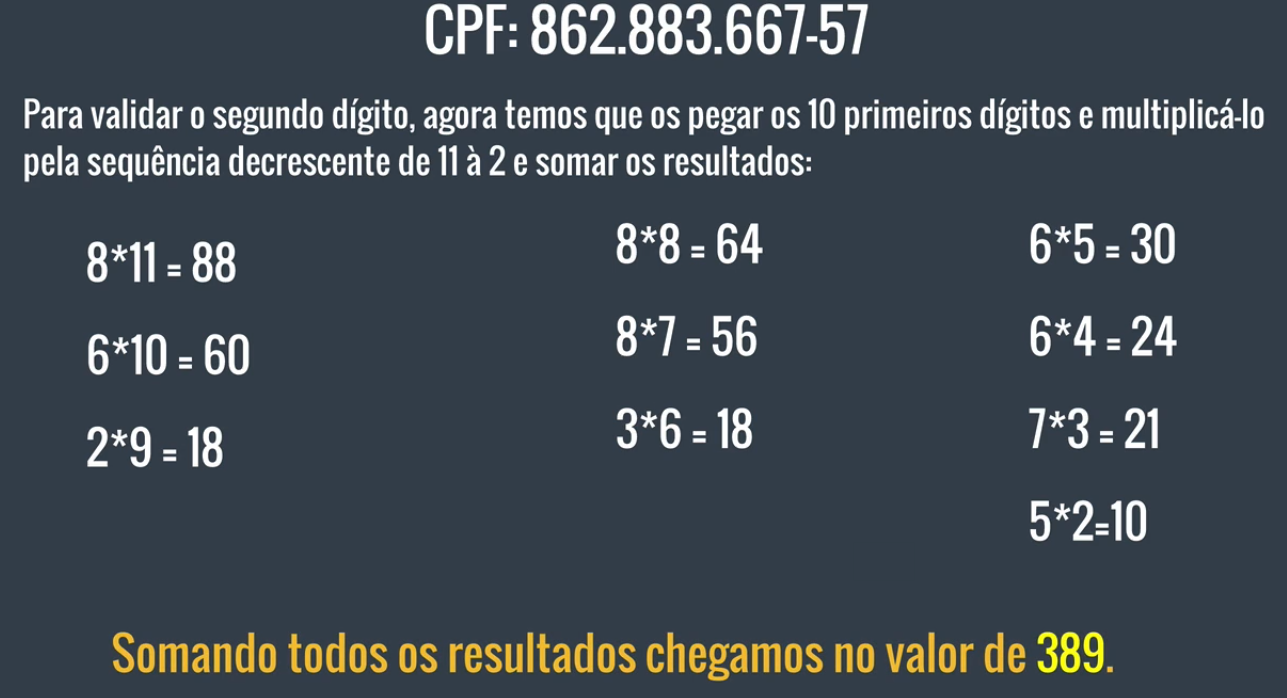 CPF: 862.883.667-57
Para validar o segundo dígito, agora temos que os pegar os 10 primeiros dígitos e multiplicá-lo
pela sequência decrescente de 11 à 2 e somar os resultados:
8*11 = 88
6*10 = 60
2*9 = 18
8*8 = 64
8*7 = 56
3*6 = 18
6*5 = 30
6*4 = 24
7*3 = 21
5*2=10
Somando todos os resultados chegamos no valor de 389.